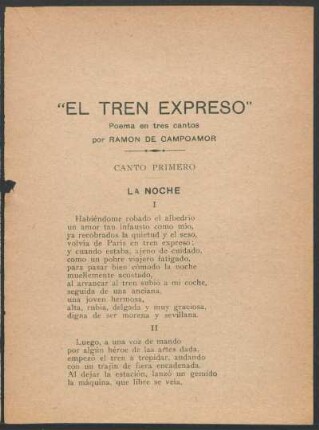 "EL TREN EXPRESO"
Poema en tres cantos
por RAMON DE CAMPOAMOR
CANTO PRIMERO
LA NOCHE
I
Habiéndome robado el albedrío
un amor tan infausto como mío,
ya recobrados la quietud y el seso,
volvía de París en tren expreso;
y cuando estaba, ajeno de cuidado,
como un pobre viajero fatigado,
para pasar bien cómodo la noche
muellemente acostado,
al arrancar al tren subió a mi coche,
seguida de una anciana,
una joven hermosa,
alta, rubia, delgada y muy graciosa,
digna de ser morena y sevillana.
II
Luego, a una voz de mando
por algún héroe de las artes dada,
empezó el tren a trepidar, andando
con un trajín de fiera encadenada.
Al dejar la estación, lanzó un gemido
la máquina, que libre se veía,